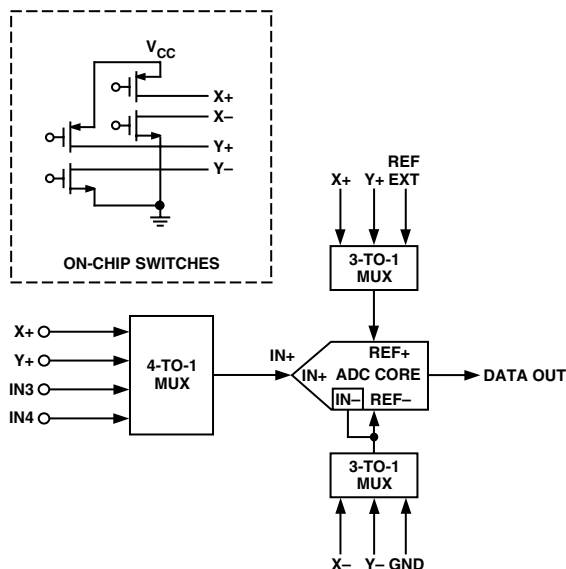 VCC
X+
X–
Y+
Y–
ON-CHIP SWITCHES
X+ Y+ REF EXT
3-TO-1
MUX
X+
Y+
IN3
IN4
4-TO-1
MUX
IN+
IN+
REF+
ADC CORE
IN–
REF–
DATA OUT
3-TO-1
MUX
X– Y– GND